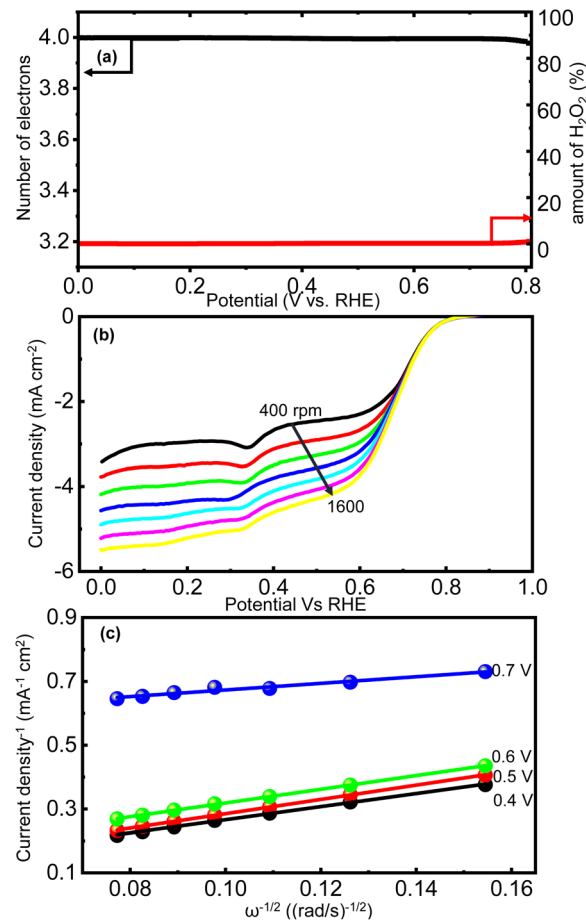 (a)
Number of electrons
4.0
3.8
3.6
3.4
3.2
100
80
60
40
20
0
amount of H₂O₂ (%)
0.0 0.2 0.4 0.6 0.8
Potential (V vs. RHE)
(b)
Current density (mA cm⁻²)
0
-2
-4
-6
400 rpm
1600
0.0 0.2 0.4 0.6 0.8 1.0
Potential Vs RHE
(c)
Current density⁻¹ (mA⁻¹ cm²)
0.9
0.7
0.5
0.3
0.1
0.7 V
0.6 V
0.5 V
0.4 V
0.08 0.10 0.12 0.14 0.16
ω⁻¹/² ((rad/s)⁻¹/²)